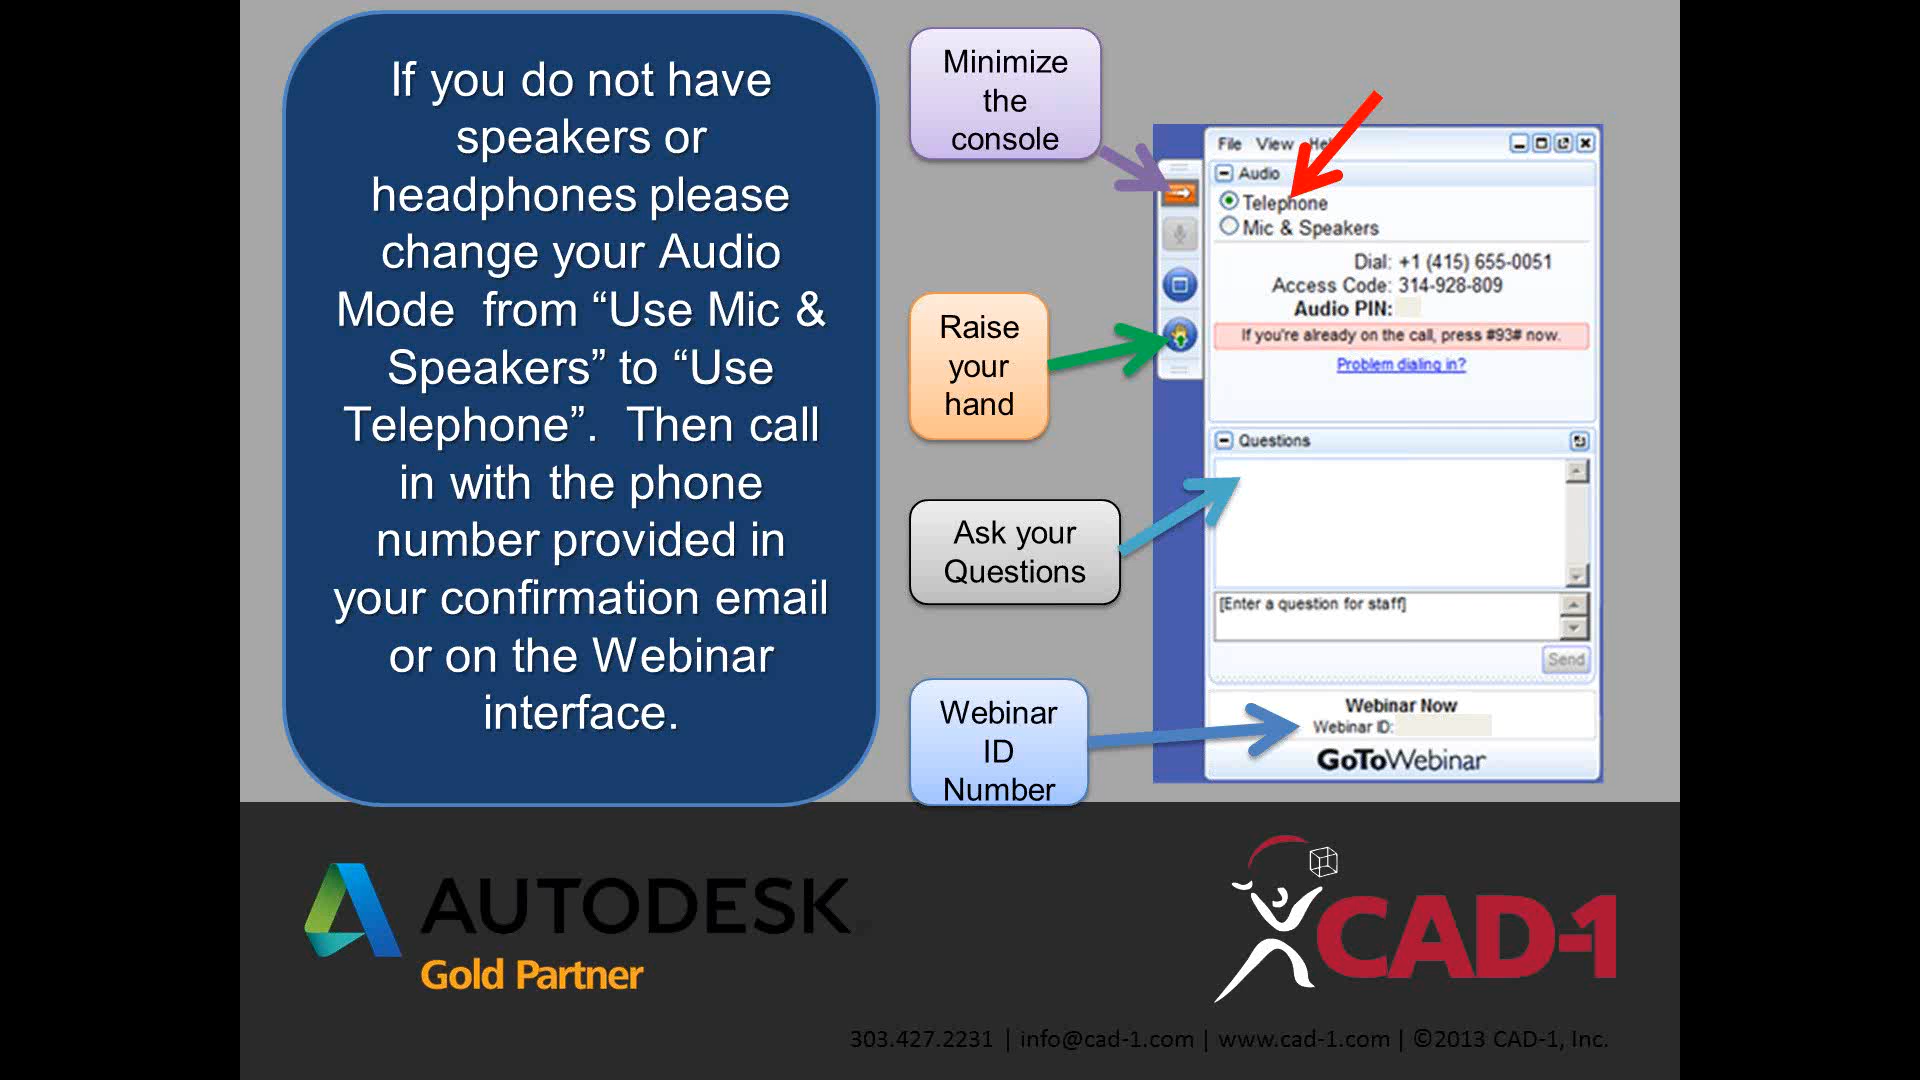 If you do not have
speakers or
headphones please
change your Audio
Mode  from “Use Mic &
Speakers” to “Use
Telephone”.  Then call
in with the phone
number provided in
your confirmation email
or on the Webinar
interface.
Minimize
the
console
Raise
your
hand
Ask your
Questions
Webinar
ID
Number
File View Help
Audio
Telephone
Mic & Speakers
Dial: +1 (415) 655-0051
Access Code: 314-928-809
Audio PIN:
If you're already on the call, press #93# now.
Problem dialing in?
Questions
[Enter a question for staff]
Send
Webinar Now
Webinar ID:
GoToWebinar
AUTODESK
Gold Partner
CAD-1
303.427.2231 | info@cad-1.com | www.cad-1.com | ©2013 CAD-1, Inc.